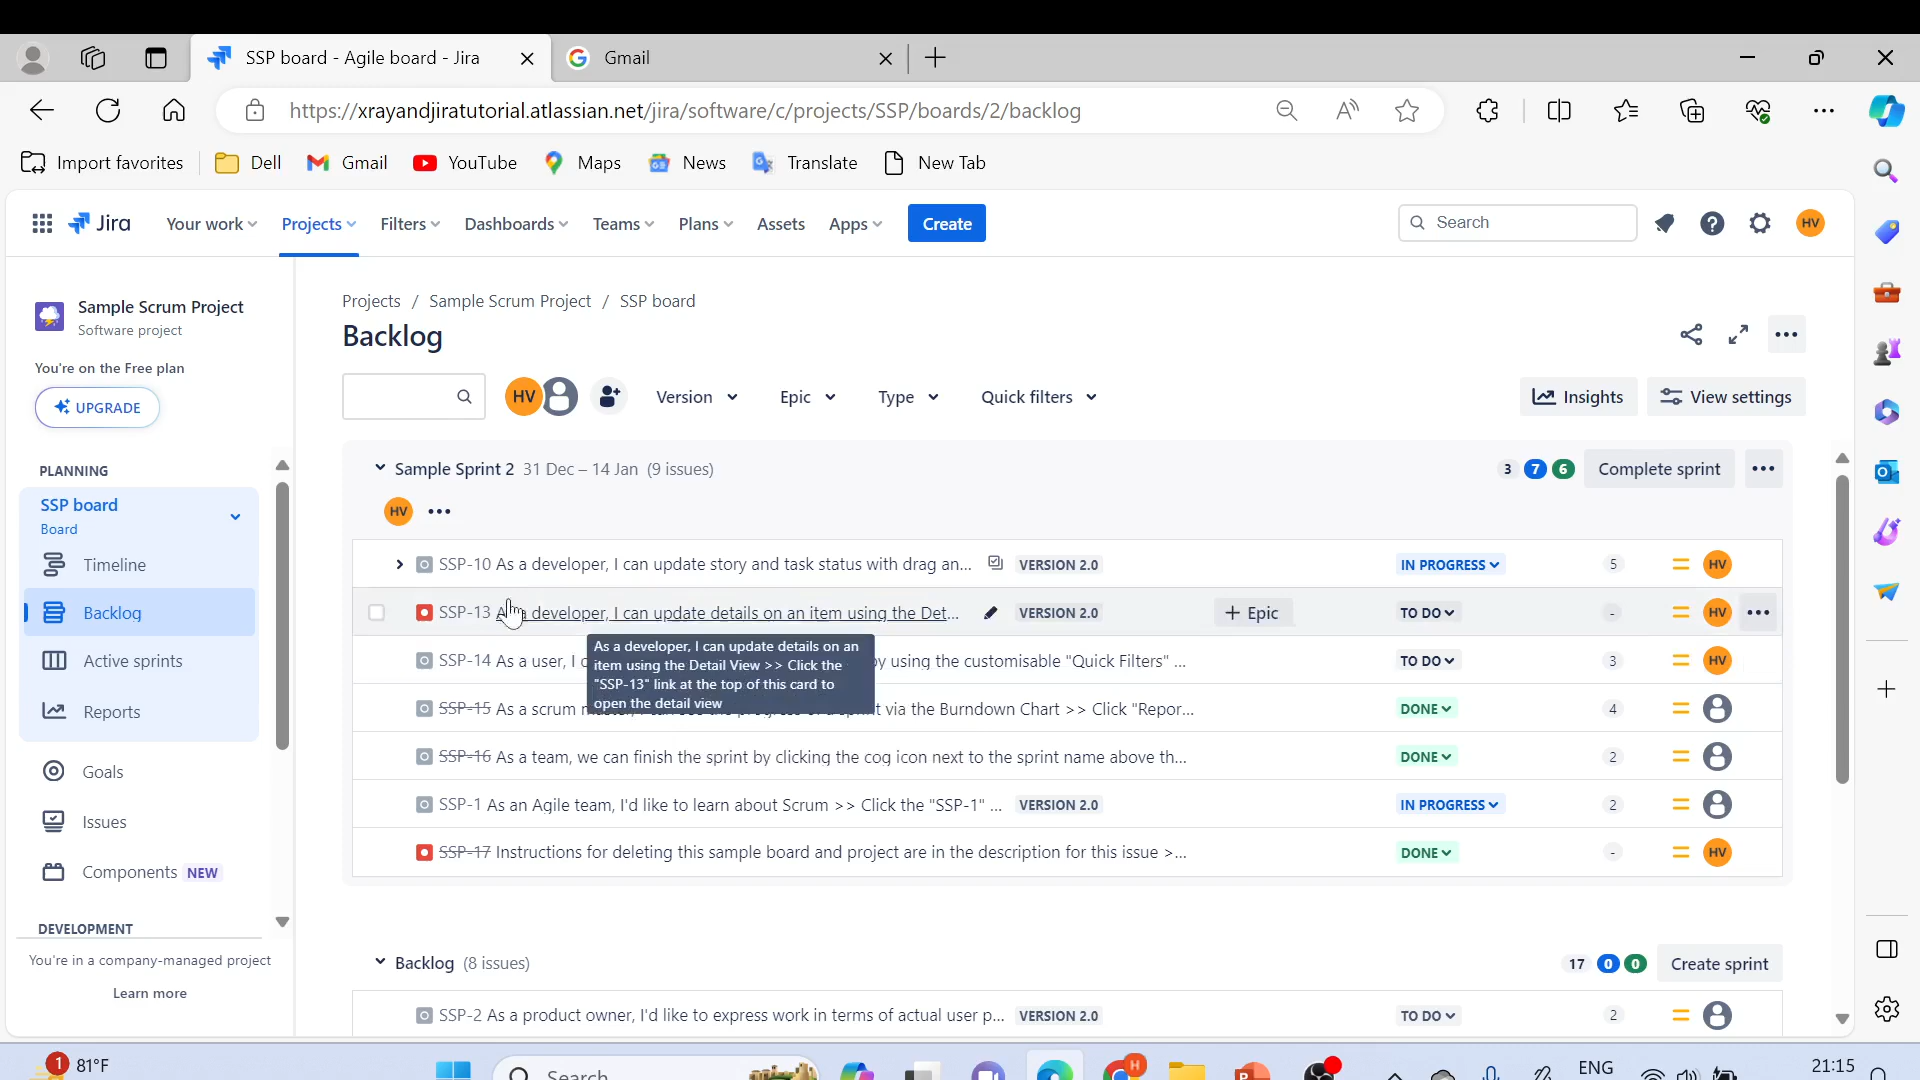 SSP board - Agile board - Jira
Gmail
https://xrayandjiratutorial.atlassian.net/jira/software/c/projects/SSP/boards/2/backlog
Import favorites
Dell
Gmail
YouTube
Maps
News
Translate
New Tab
Jira
Your work
Projects
Filters
Dashboards
Teams
Plans
Assets
Apps
Create
Search
HV
Sample Scrum Project
Software project
You're on the Free plan
UPGRADE
PLANNING
SSP board
Board
Timeline
Backlog
Active sprints
Reports
Goals
Issues
Components NEW
DEVELOPMENT
You're in a company-managed project
Learn more
Projects / Sample Scrum Project / SSP board
Backlog
HV
Version
Epic
Type
Quick filters
Insights
View settings
Sample Sprint 2 31 Dec – 14 Jan (9 issues)
3 7 6 Complete sprint
HV
SSP-10 As a developer, I can update story and task status with drag an... VERSION 2.0 IN PROGRESS 5 HV
SSP-13 developer, I can update details on an item using the Det... VERSION 2.0 + Epic TO DO - HV
As a developer, I can update details on an
item using the Detail View >> Click the
"SSP-13" link at the top of this card to
open the detail view
SSP-14 As a user, I by using the customisable "Quick Filters" ... TO DO 3 HV
SSP-15 As a scrum via the Burndown Chart >> Click "Repor... DONE 4
SSP-16 As a team, we can finish the sprint by clicking the cog icon next to the sprint name above th... DONE 2
SSP-1 As an Agile team, I'd like to learn about Scrum >> Click the "SSP-1" ... VERSION 2.0 IN PROGRESS 2
SSP-17 Instructions for deleting this sample board and project are in the description for this issue >... DONE - HV
Backlog (8 issues)
17 0 0 Create sprint
SSP-2 As a product owner, I'd like to express work in terms of actual user p... VERSION 2.0 TO DO 2
1 81°F
Search
H
ENG
21:15